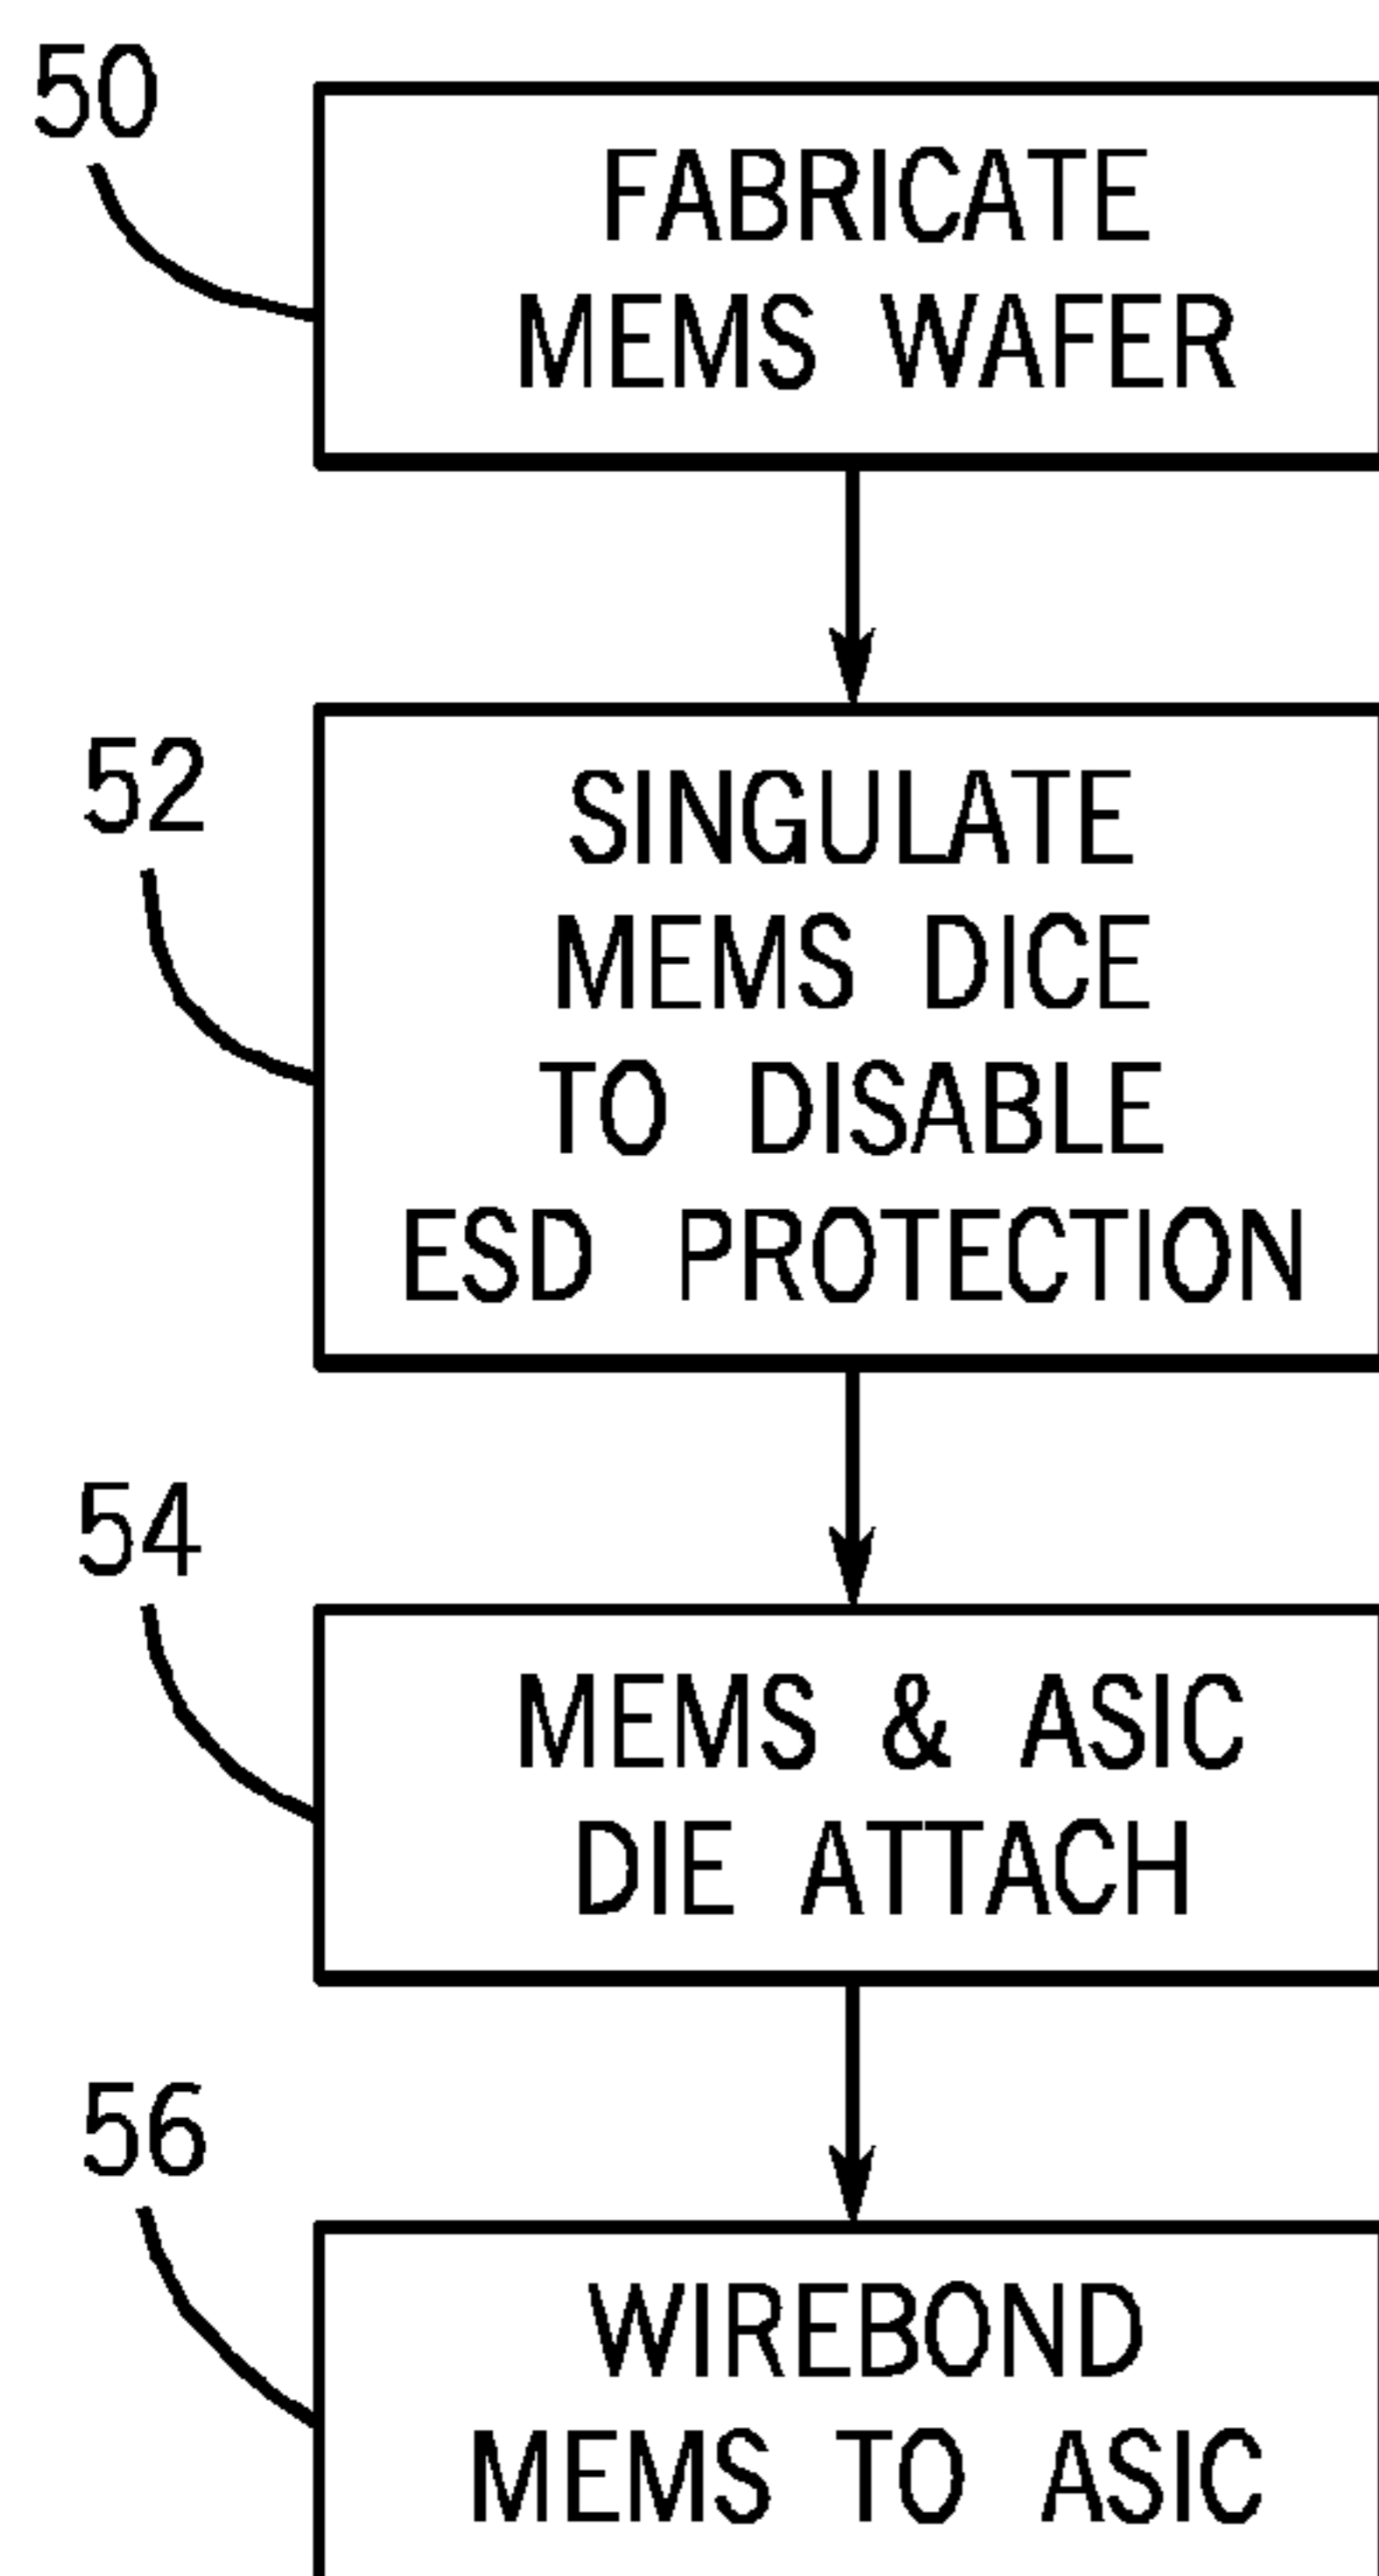 50
FABRICATE
MEMS WAFER
52
SINGULATE
MEMS DICE
TO DISABLE
ESD PROTECTION
54
MEMS & ASIC
DIE ATTACH
56
WIREBOND
MEMS TO ASIC